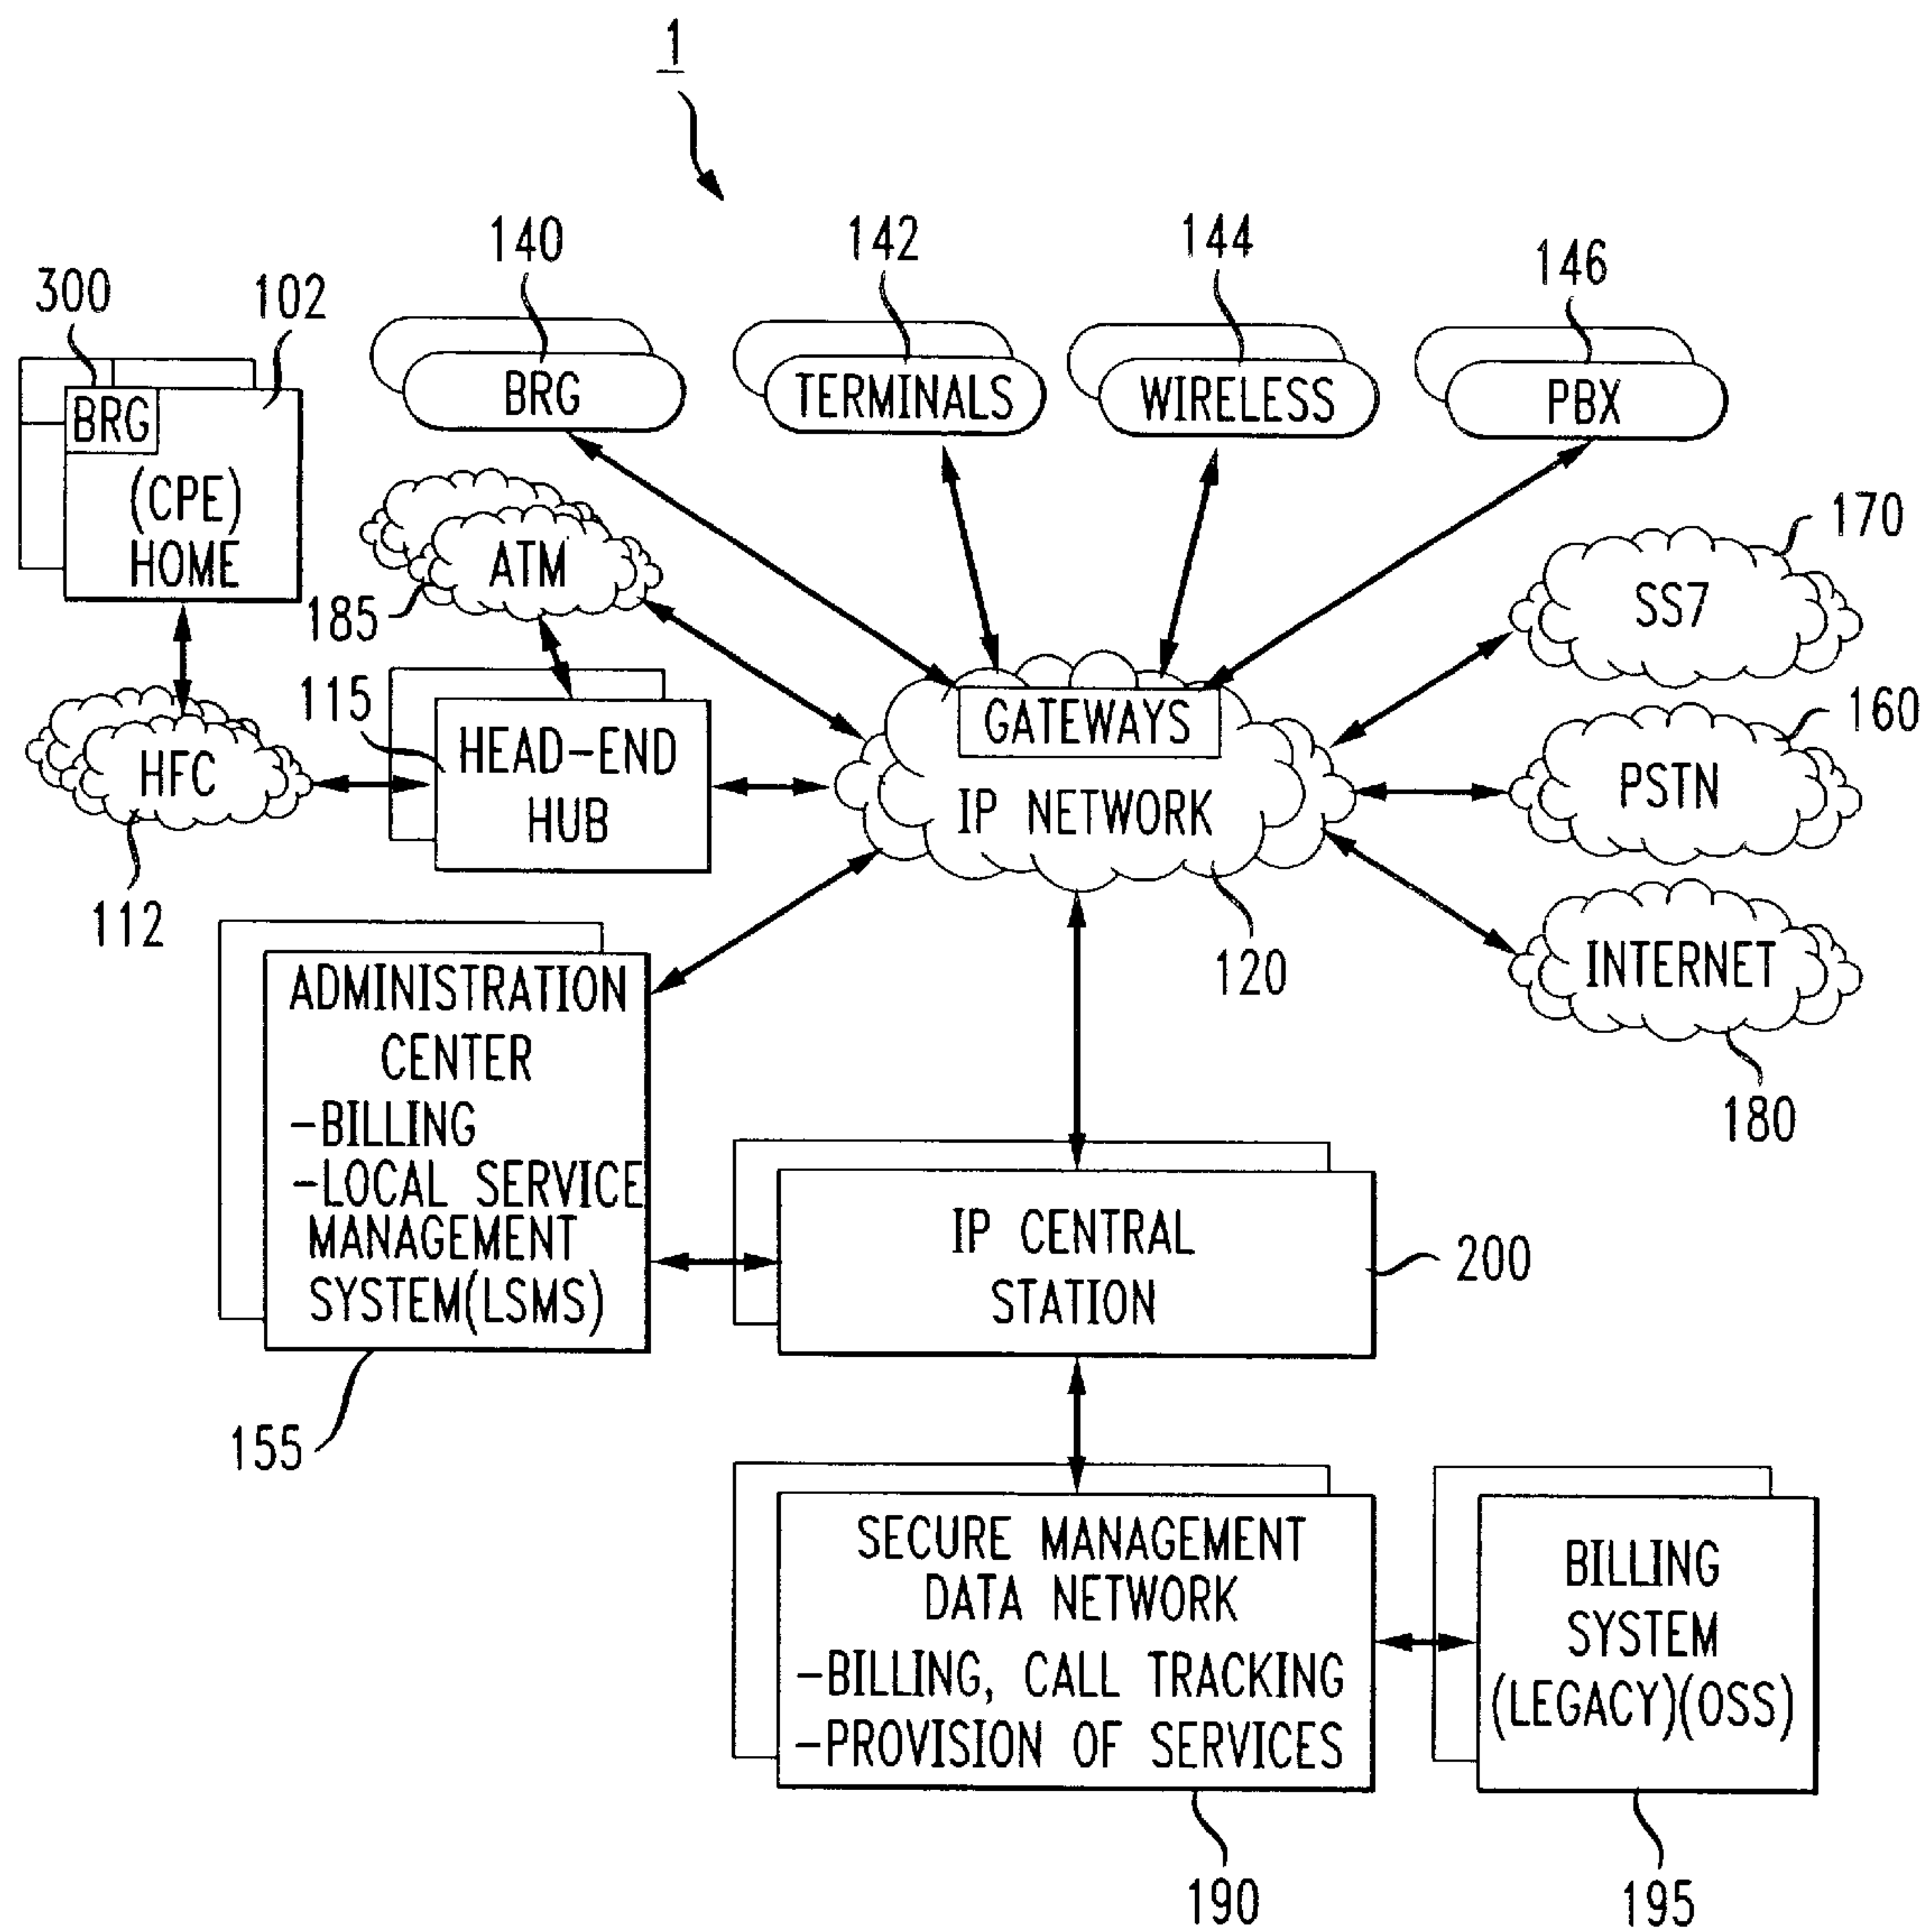 1
140
142
144
146
300
102
BRG
TERMINALS
WIRELESS
PBX
BRG
(CPE)
HOME
170
ATM
SS7
185
115
160
GATEWAYS
HEAD-END
HUB
HFC
IP NETWORK
PSTN
112
120
INTERNET
180
ADMINISTRATION
CENTER
-BILLING
-LOCAL SERVICE
MANAGEMENT
SYSTEM(LSMS)
IP CENTRAL
STATION
200
155
SECURE MANAGEMENT
DATA NETWORK
-BILLING, CALL TRACKING
-PROVISION OF SERVICES
BILLING
SYSTEM
(LEGACY)(OSS)
190
195